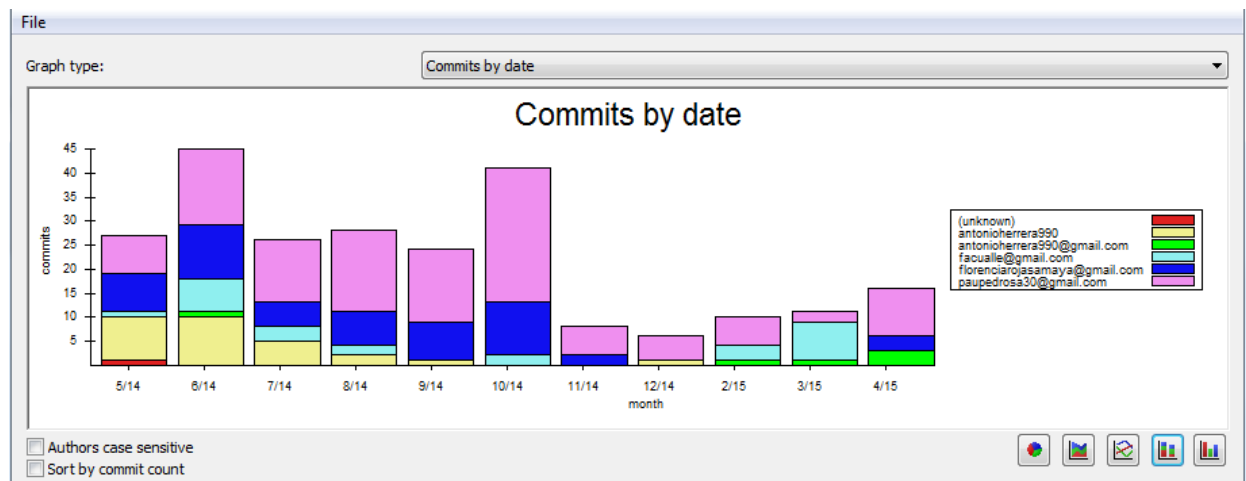 File
Graph type:
Commits by date
Commits by date
45
40
35
30
25
20
15
10
5
commits
5/14
6/14
7/14
8/14
9/14
10/14
11/14
12/14
2/15
3/15
4/15
month
(unknown)
antonioherrera990
antonioherrera990@gmail.com
facualle@gmail.com
florenciarojasamaya@gmail.com
paupedrosa30@gmail.com
Authors case sensitive
Sort by commit count